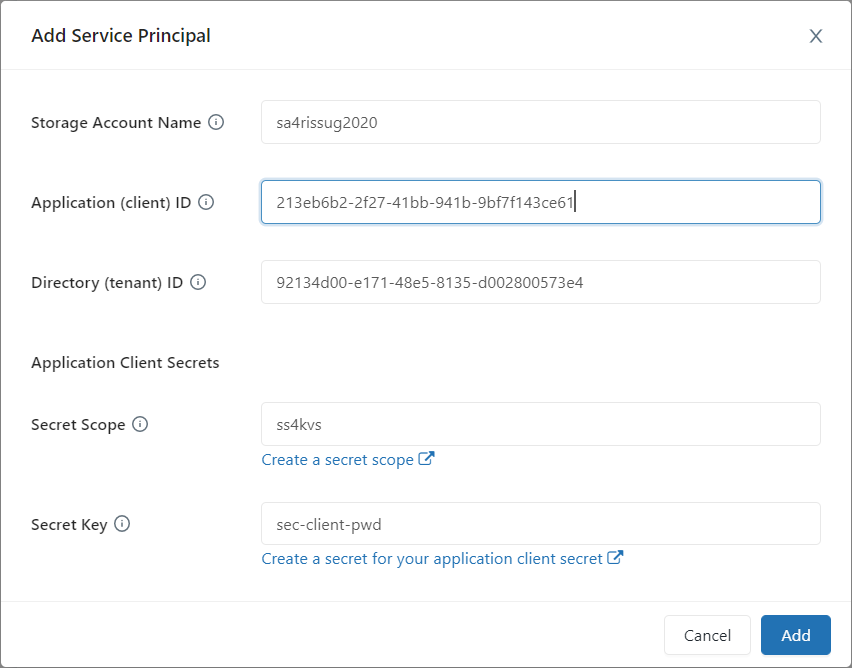 Add Service Principal
Storage Account Name
sa4rissug2020
Application (client) ID
213eb6b2-2f27-41bb-941b-9bf7f143ce61
Directory (tenant) ID
92134d00-e171-48e5-8135-d002800573e4
Application Client Secrets
Secret Scope
ss4kvs
Create a secret scope
Secret Key
sec-client-pwd
Create a secret for your application client secret
Cancel
Add